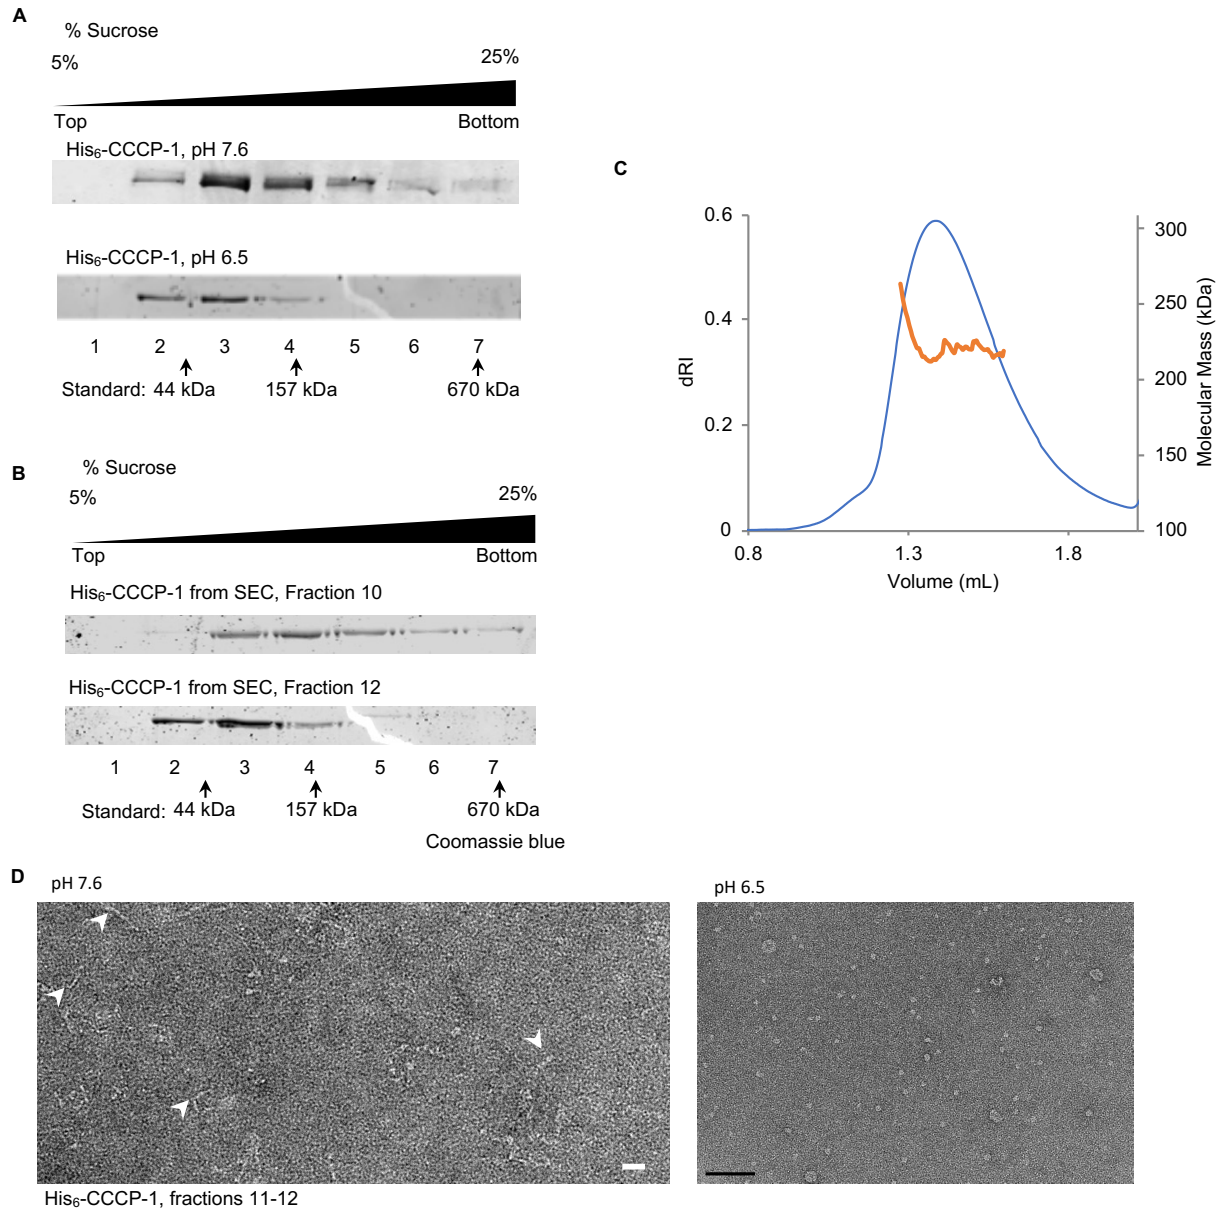 A
% Sucrose
5%
25%
Top
Bottom
His₆-CCCP-1, pH 7.6
His₆-CCCP-1, pH 6.5
1 2 3 4 5 6 7
Standard: 44 kDa 157 kDa 670 kDa
B
% Sucrose
5%
25%
Top
Bottom
His₆-CCCP-1 from SEC, Fraction 10
His₆-CCCP-1 from SEC, Fraction 12
1 2 3 4 5 6 7
Standard: 44 kDa 157 kDa 670 kDa
Coomassie blue
C
0.6
0.4
0.2
0
dRI
300
250
200
150
100
Molecular Mass (kDa)
0.8 1.3 1.8
Volume (mL)
D
pH 7.6
pH 6.5
His₆-CCCP-1, fractions 11-12